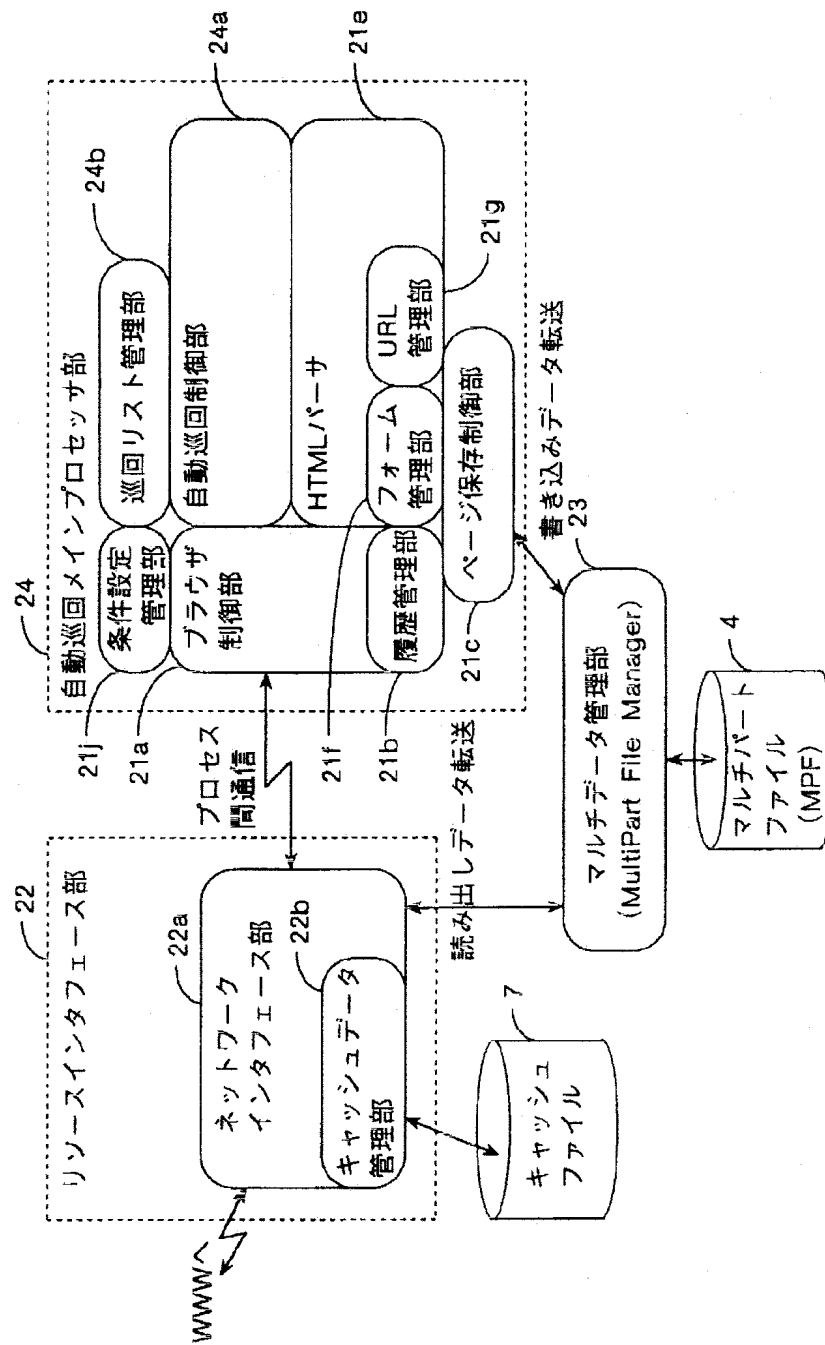 24
自動巡回メインプロセッサ部
24b
24a
21e
21g
21j
21a
21f
21b
21c
条件設定
管理部
巡回リスト管理部
ブラウザ
制御部
自動巡回制御部
HTMLパーサ
履歴管理部
フォーム
管理部
URL
管理部
ページ保存制御部
プロセス
間通信
22
リソースインタフェース部
22a
ネットワーク
インタフェース部
22b
キャッシュデータ
管理部
WWWへ
読み出しデータ転送
書き込みデータ転送
23
マルチデータ管理部
(MultiPart File Manager)
7
キャッシュ
ファイル
4
マルチパート
ファイル
(MPF)